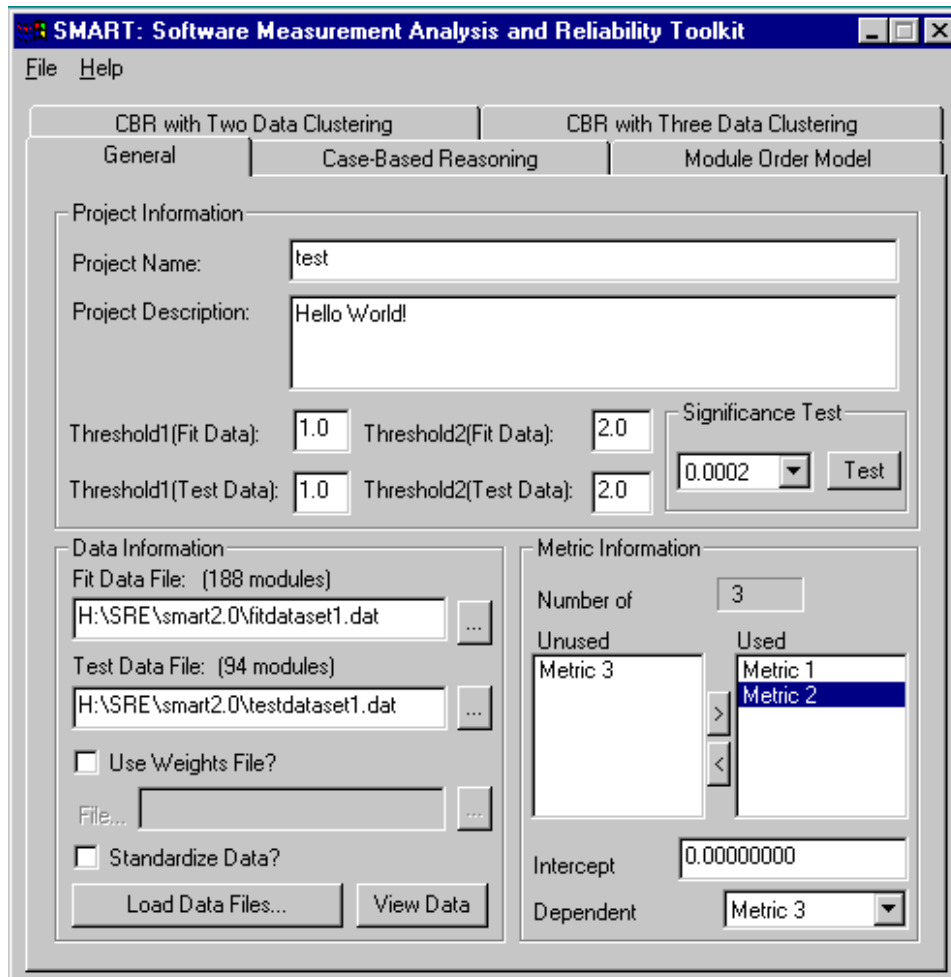 SMART: Software Measurement Analysis and Reliability Toolkit
File Help
CBR with Two Data Clustering CBR with Three Data Clustering
General Case-Based Reasoning Module Order Model
Project Information
Project Name: test
Project Description: Hello World!
Significance Test
Threshold1(Fit Data): 1.0 Threshold2(Fit Data): 2.0
0.0002 Test
Threshold1(Test Data): 1.0 Threshold2(Test Data): 2.0
Data Information
Fit Data File: (188 modules)
H:\SRE\smart2.0\fitdataset1.dat ...
Test Data File: (94 modules)
H:\SRE\smart2.0\testdataset1.dat ...
Use Weights File?
File... ...
Standardize Data?
Load Data Files... View Data
Metric Information
Number of 3
Unused Used
Metric 3 Metric 1
Metric 2
>
<
Intercept 0.00000000
Dependent Metric 3